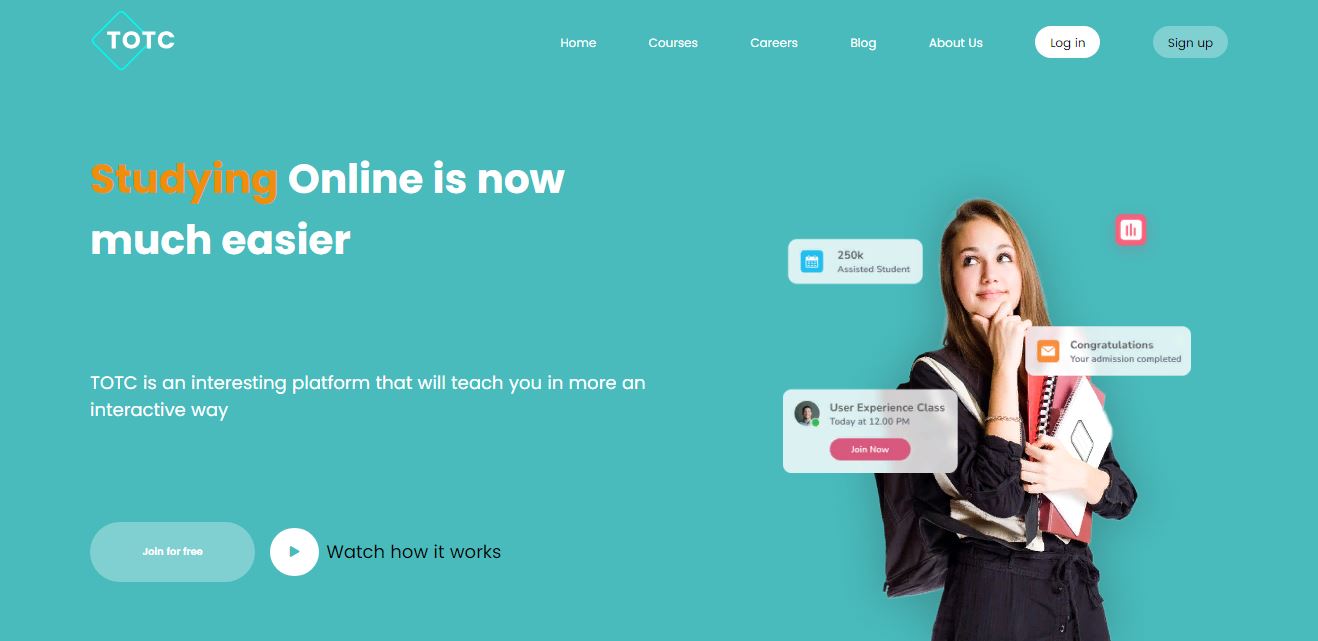 TOTC
Home
Courses
Careers
Blog
About Us
Log in
Sign up
Studying Online is now
much easier
250k
Assisted Student
Congratulations
Your admission completed
TOTC is an interesting platform that will teach you in more an
interactive way
User Experience Class
Today at 12.00 PM
Join Now
Join for free
Watch how it works